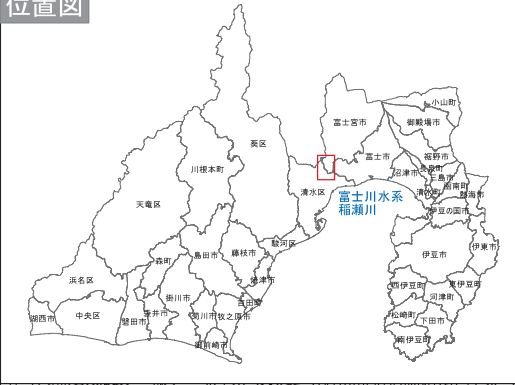 位置図
小山町
富士宮市
御殿場市
葵区
裾野市
富士市
長泉町
川根本町
沼津市
三島市
函南町
清水区
清水町
熱海市
富士川水系
稲瀬川
天竜区
伊豆の国市
駿河区
伊東市
藤枝市
島田市
伊豆市
森町
焼津市
浜名区
西伊豆町
東伊豆町
掛川市
吉田町
河津町
袋井市
中央区
菊川市
牧之原市
松崎町
湖西市
磐田市
下田市
南伊豆町
御前崎市